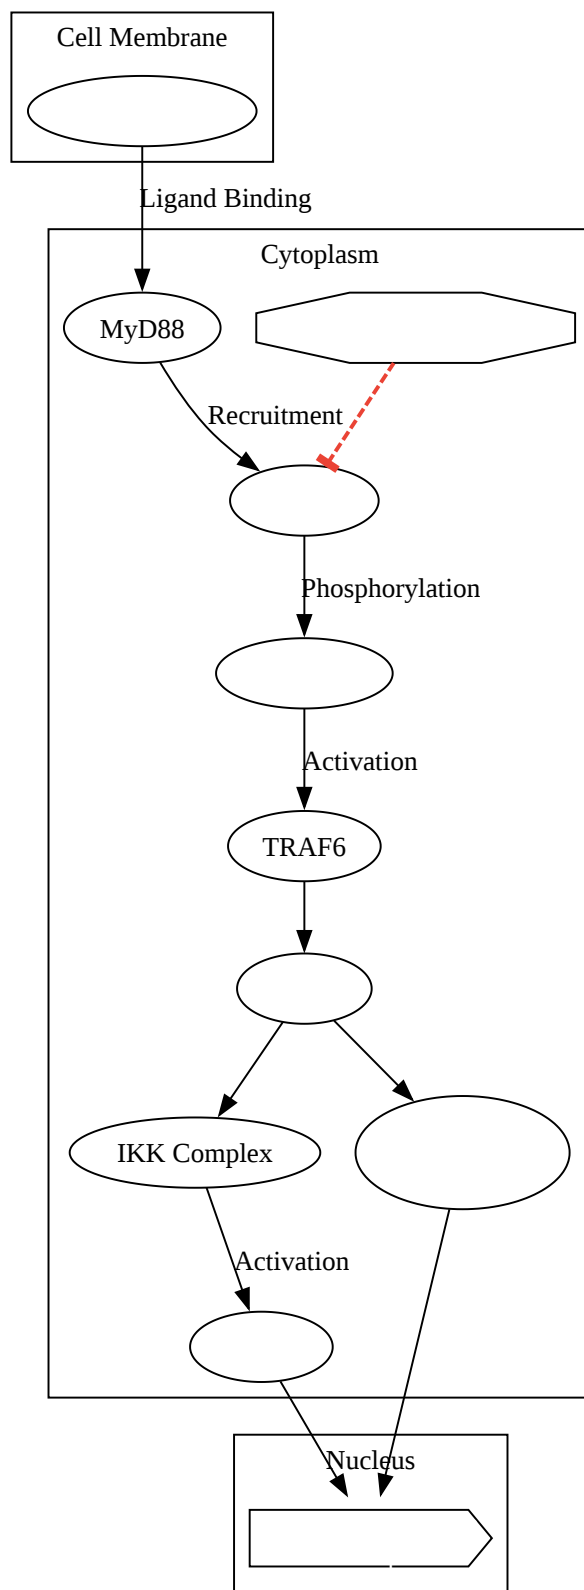 Cell Membrane
Ligand Binding
Cytoplasm
MyD88
Recruitment
Phosphorylation
Activation
TRAF6
IKK Complex
Activation
Nucleus